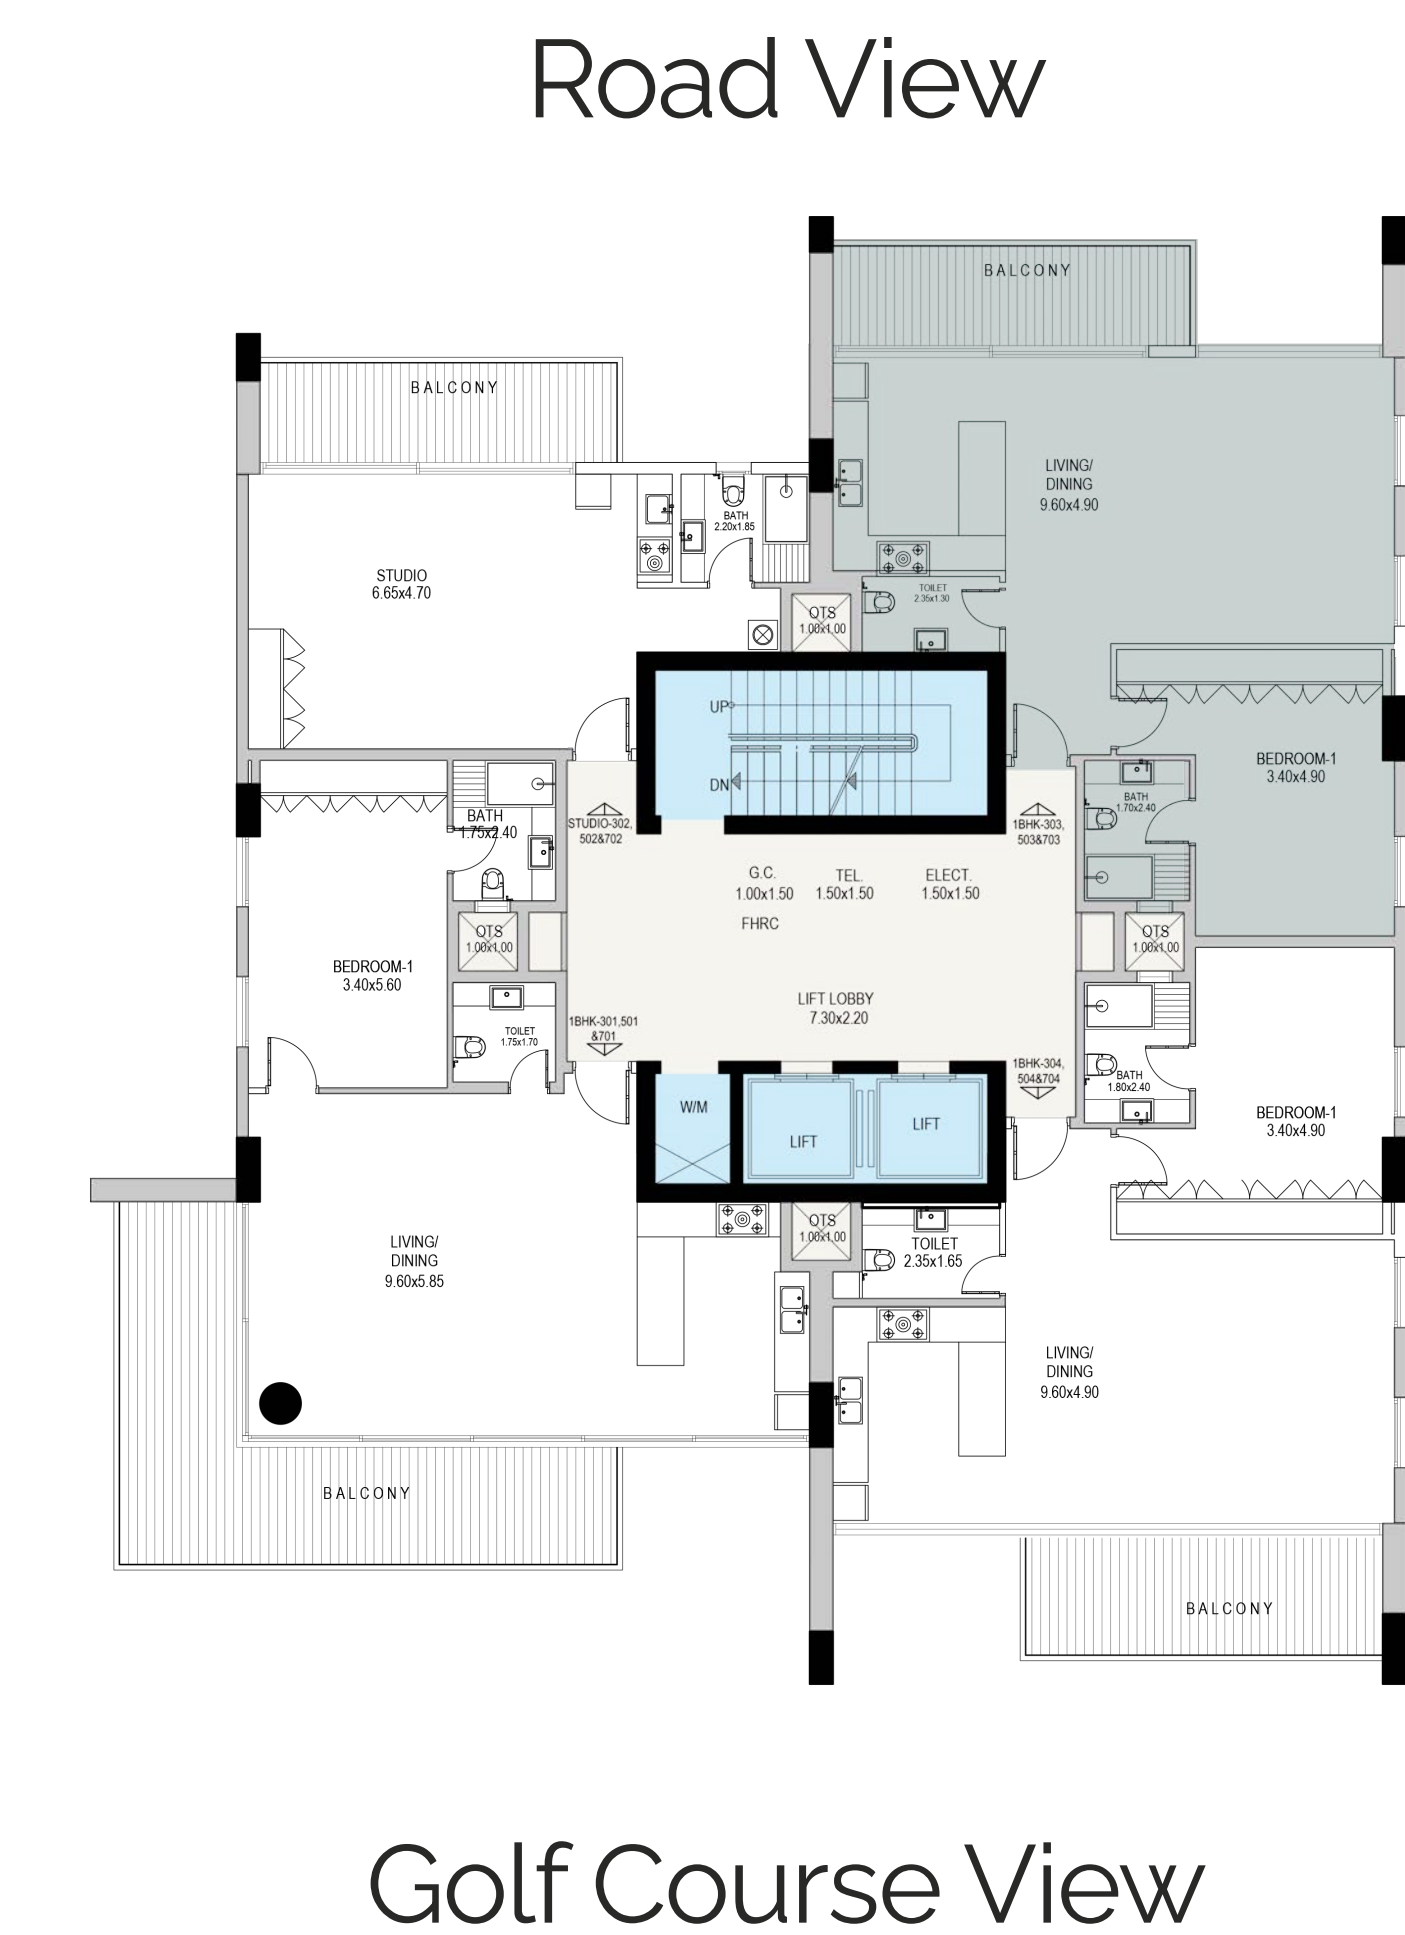 Road View
BALCONY
BALCONY
LIVING/
DINING
9.60x4.90
BATH
2.20x1.85
STUDIO
6.65x4.70
TOILET
2.35x1.30
OTS
1.00x1.00
UP
DN
BEDROOM-1
3.40x4.90
BATH
1.70x2.40
BATH
1.75x2.40
STUDIO-302,
502&702
1BHK-303,
503&703
G.C.
1.00x1.50
TEL.
1.50x1.50
ELECT.
1.50x1.50
FHRC
OTS
1.00x1.00
OTS
1.00x1.00
BEDROOM-1
3.40x5.60
LIFT LOBBY
7.30x2.20
TOILET
1.75x1.70
1BHK-301,501
&701
1BHK-304,
504&704
BATH
1.80x2.40
W/M
LIFT
LIFT
BEDROOM-1
3.40x4.90
OTS
1.00x1.00
TOILET
2.35x1.65
LIVING/
DINING
9.60x5.85
LIVING/
DINING
9.60x4.90
BALCONY
BALCONY
Golf Course View